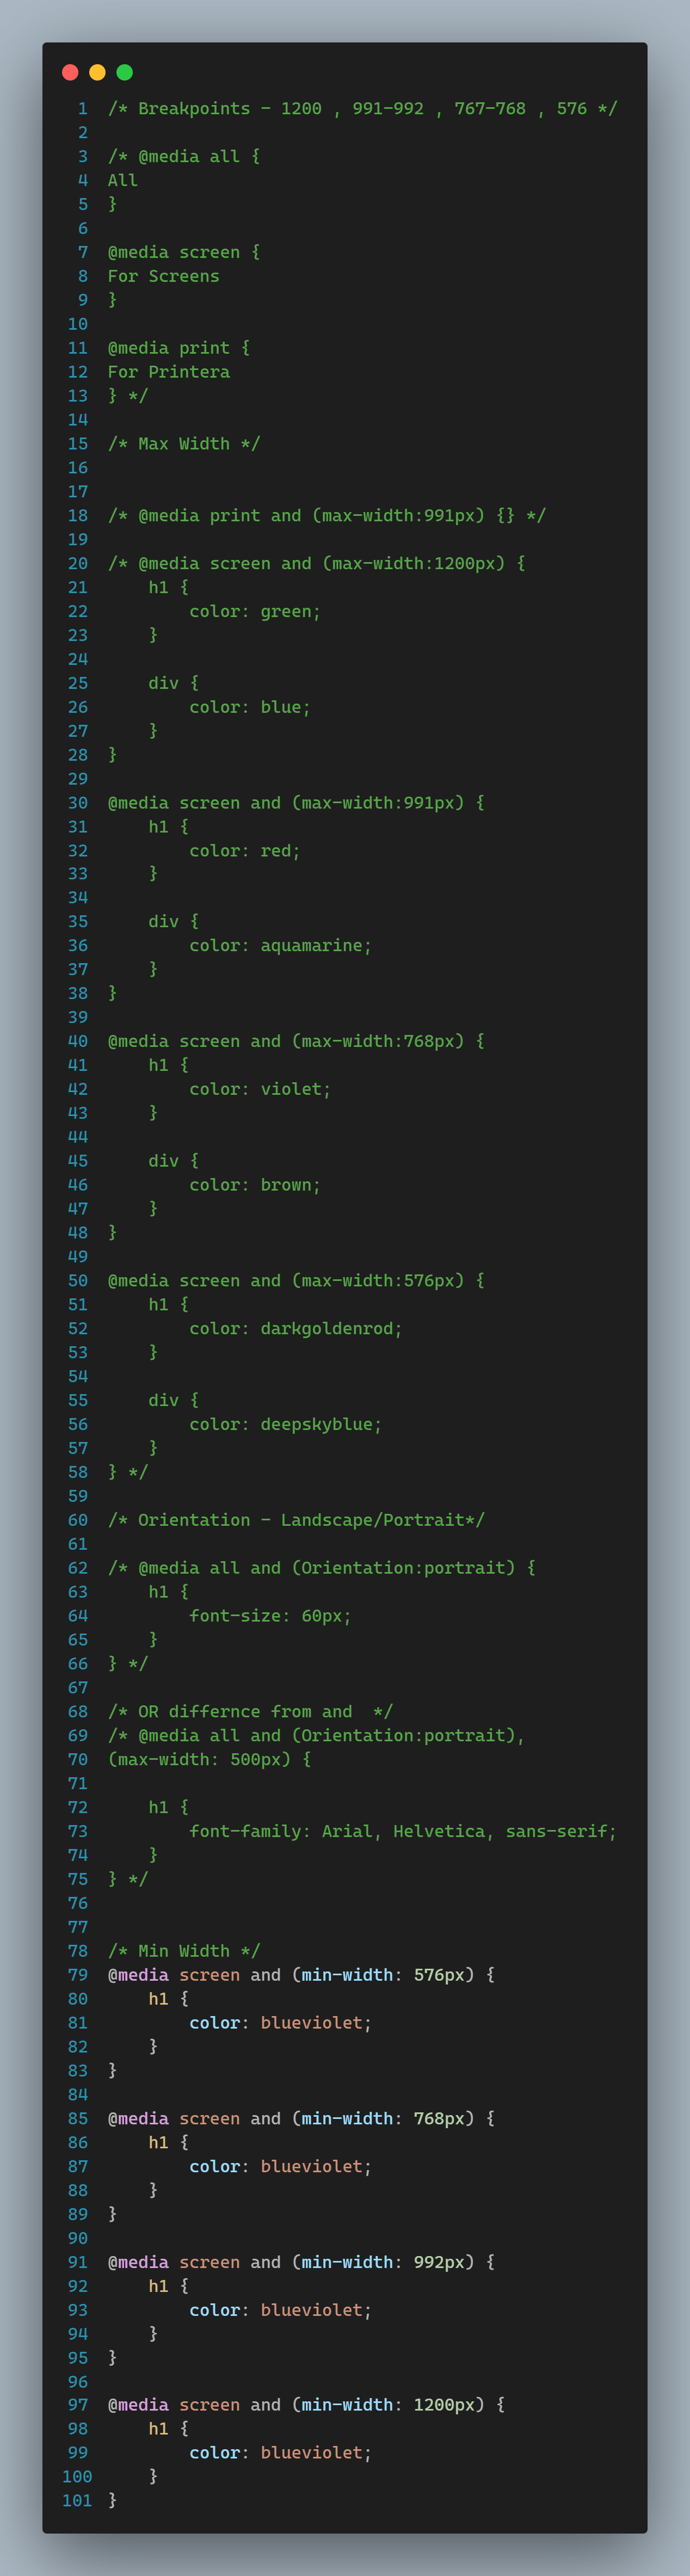 1 /* Breakpoints - 1200 , 991-992 , 767-768 , 576 */
2
3 /* @media all {
4 All
5 }
6
7 @media screen {
8 For Screens
9 }
10
11 @media print {
12 For Printera
13 } */
14
15 /* Max Width */
16
17
18 /* @media print and (max-width:991px) {} */
19
20 /* @media screen and (max-width:1200px) {
21     h1 {
22         color: green;
23     }
24
25     div {
26         color: blue;
27     }
28 }
29
30 @media screen and (max-width:991px) {
31     h1 {
32         color: red;
33     }
34
35     div {
36         color: aquamarine;
37     }
38 }
39
40 @media screen and (max-width:768px) {
41     h1 {
42         color: violet;
43     }
44
45     div {
46         color: brown;
47     }
48 }
49
50 @media screen and (max-width:576px) {
51     h1 {
52         color: darkgoldenrod;
53     }
54
55     div {
56         color: deepskyblue;
57     }
58 } */
59
60 /* Orientation - Landscape/Portrait*/
61
62 /* @media all and (Orientation:portrait) {
63     h1 {
64         font-size: 60px;
65     }
66 } */
67
68 /* OR differnce from and  */
69 /* @media all and (Orientation:portrait),
70 (max-width: 500px) {
71
72     h1 {
73         font-family: Arial, Helvetica, sans-serif;
74     }
75 } */
76
77
78 /* Min Width */
79 @media screen and (min-width: 576px) {
80     h1 {
81         color: blueviolet;
82     }
83 }
84
85 @media screen and (min-width: 768px) {
86     h1 {
87         color: blueviolet;
88     }
89 }
90
91 @media screen and (min-width: 992px) {
92     h1 {
93         color: blueviolet;
94     }
95 }
96
97 @media screen and (min-width: 1200px) {
98     h1 {
99         color: blueviolet;
100     }
101 }